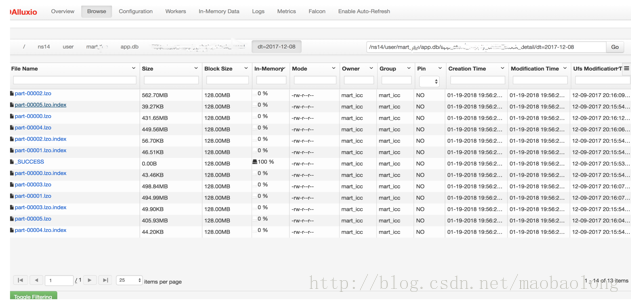 Alluxio Overview Browse Configuration Workers In-Memory Data Logs Metrics Falcon Enable Auto-Refresh
/ ns14 user app.db dt=2017-12-08 Go
File Name Size Block Size In-Memory Mode Owner Group Pin Creation Time Modification Time Ufs Modification T
part-00002.lzo 562.70MB 128.00MB 0 % -rw-r--r-- mart_icc mart_icc NO 01-19-2018 19:56:2... 01-19-2018 19:56:2... 12-09-2017 20:16:09...
part-00005.lzo.index 39.27KB 128.00MB 0 % -rw-r--r-- mart_icc mart_icc NO 01-19-2018 19:56:2... 01-19-2018 19:56:2... 12-09-2017 20:15:54...
part-00000.lzo 431.65MB 128.00MB 0 % -rw-r--r-- mart_icc mart_icc NO 01-19-2018 19:56:2... 01-19-2018 19:56:2... 12-09-2017 20:16:12...
part-00004.lzo 449.56MB 128.00MB 0 % -rw-r--r-- mart_icc mart_icc NO 01-19-2018 19:56:2... 01-19-2018 19:56:2... 12-09-2017 20:16:06...
part-00002.lzo.index 56.70KB 128.00MB 0 % -rw-r--r-- mart_icc mart_icc NO 01-19-2018 19:56:2... 01-19-2018 19:56:2... 12-09-2017 20:15:54...
part-00001.lzo.index 46.51KB 128.00MB 0 % -rw-r--r-- mart_icc mart_icc NO 01-19-2018 19:56:2... 01-19-2018 19:56:2... 12-09-2017 20:15:54...
_SUCCESS 0.00B 128.00MB 100 % -rw-r--r-- mart_icc mart_icc NO 01-19-2018 19:56:2... 01-19-2018 19:56:2... 12-09-2017 20:15:53...
part-00000.lzo.index 43.46KB 128.00MB 0 % -rw-r--r-- mart_icc mart_icc NO 01-19-2018 19:56:2... 01-19-2018 19:56:2... 12-09-2017 20:15:54...
part-00003.lzo 498.84MB 128.00MB 0 % -rw-r--r-- mart_icc mart_icc NO 01-19-2018 19:56:2... 01-19-2018 19:56:2... 12-09-2017 20:16:07...
part-00001.lzo 494.89MB 128.00MB 0 % -rw-r--r-- mart_icc mart_icc NO 01-19-2018 19:56:2... 01-19-2018 19:56:2... 12-09-2017 20:16:07...
part-00003.lzo.index 49.90KB 128.00MB 0 % -rw-r--r-- mart_icc mart_icc NO 01-19-2018 19:56:2... 01-19-2018 19:56:2... 12-09-2017 20:15:54...
part-00005.lzo 405.93MB 128.00MB 0 % -rw-r--r-- mart_icc mart_icc NO 01-19-2018 19:56:2... 01-19-2018 19:56:2... 12-09-2017 20:16:05...
part-00004.lzo.index 44.20KB 128.00MB 0 % -rw-r--r-- mart_icc mart_icc NO 01-19-2018 19:56:2... 01-19-2018 19:56:2... 12-09-2017 20:15:54...
1 / 1 25 items per page 1 - 14 of 13 items
http://blog.csdn.net/maobaolong
Toggle Filtering